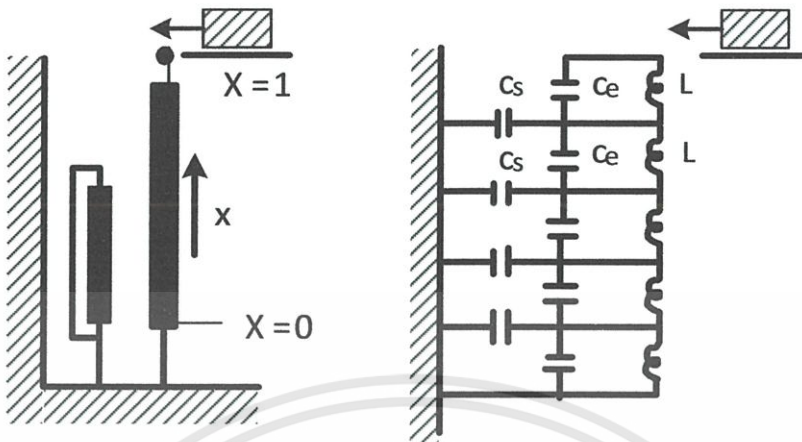 X = 1
x
X = 0
Cs Ce L
Cs Ce L